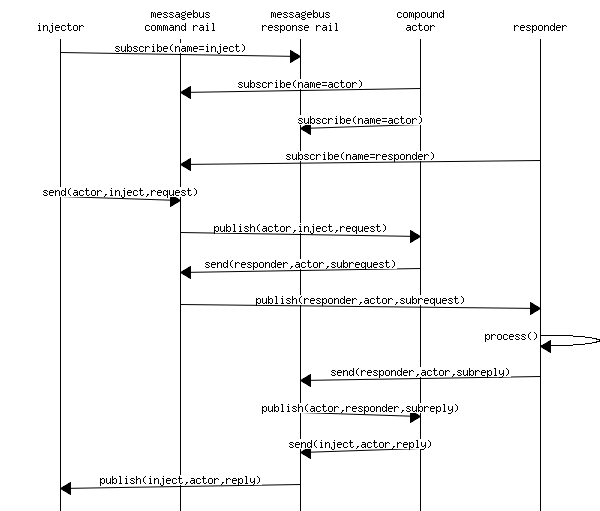 messagebus messagebus compound
injector command rail response rail actor responder
subscribe(name=inject)
subscribe(name=actor)
subscribe(name=actor)
subscribe(name=responder)
send(actor,inject,request)
publish(actor,inject,request)
send(responder,actor,subrequest)
publish(responder,actor,subrequest)
process()
send(responder,actor,subreply)
publish(actor,responder,subreply)
send(inject,actor,reply)
publish(inject,actor,reply)